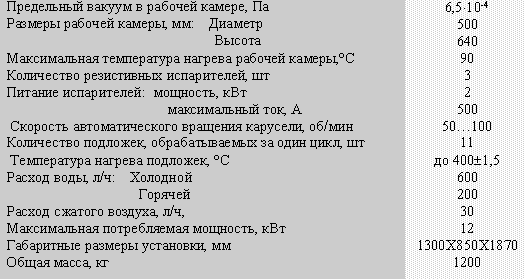 Предельный вакуум в рабочей камере, Па 6,5·10⁻⁴
Размеры рабочей камеры, мм: Диаметр 500
Высота 640
Максимальная температура нагрева рабочей камеры,°С 90
Количество резистивных испарителей, шт 3
Питание испарителей: мощность, кВт 2
максимальный ток, А 500
Скорость автоматического вращения карусели, об/мин 50…100
Количество подложек, обрабатываемых за один цикл, шт 11
Температура нагрева подложек, °С до 400±1,5
Расход воды, л/ч: Холодной 600
Горячей 200
Расход сжатого воздуха, л/ч, 30
Максимальная потребляемая мощность, кВт 12
Габаритные размеры установки, мм 1300Х850Х1870
Общая масса, кг 1200